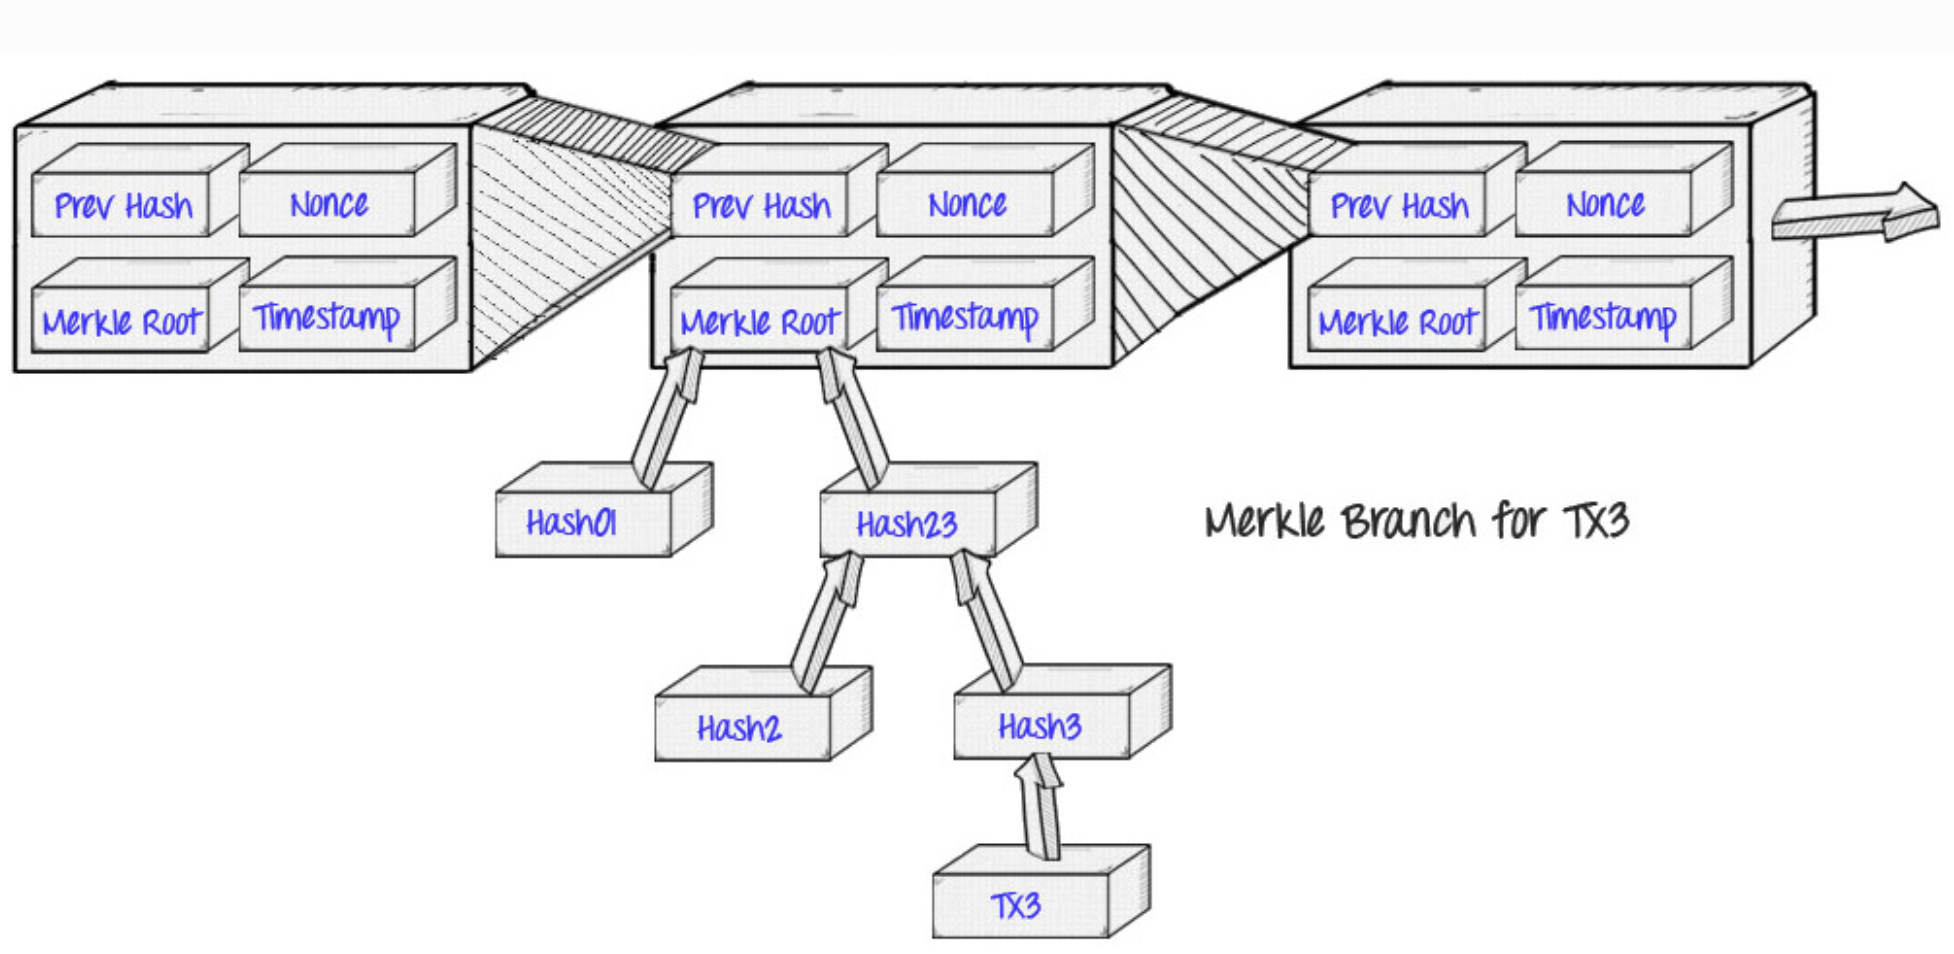 Prev Hash
Nonce
Merkle Root
Timestamp
Prev Hash
Nonce
Merkle Root
Timestamp
Prev Hash
Nonce
Merkle Root
Timestamp
Hash01
Hash23
Merkle Branch for TX3
Hash2
Hash3
TX3